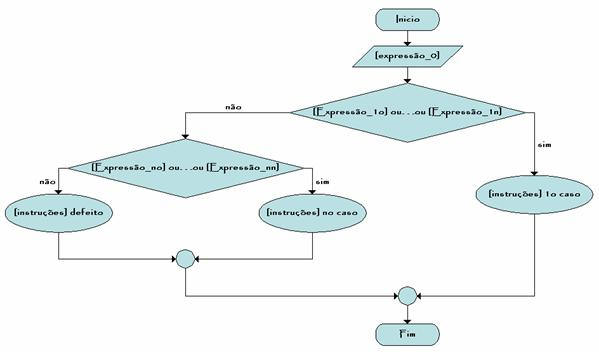 Inicio
[expressão_0]
[Expressão_1o] ou. . .ou [Expressão_1n]
não
sim
[Expressão_no] ou. . .ou [Expressão_nn]
não
sim
[instruções] 1o caso
[instruções] defeito
[instruções] no caso
Fim